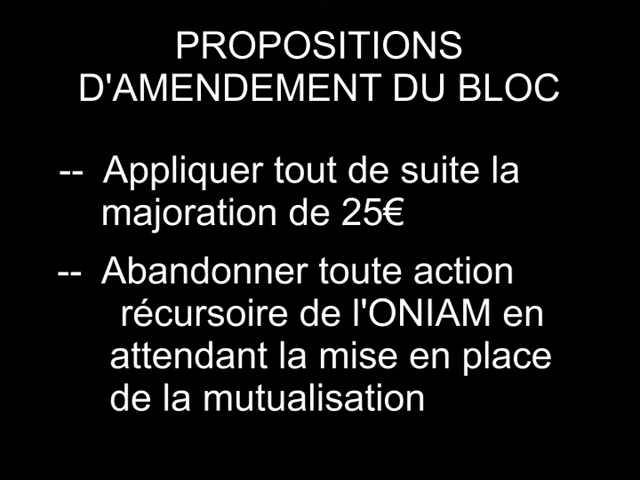 PROPOSITIONS
D'AMENDEMENT DU BLOC
-- Appliquer tout de suite la
majoration de 25€
-- Abandonner toute action
récursoire de l'ONIAM en
attendant la mise en place
de la mutualisation